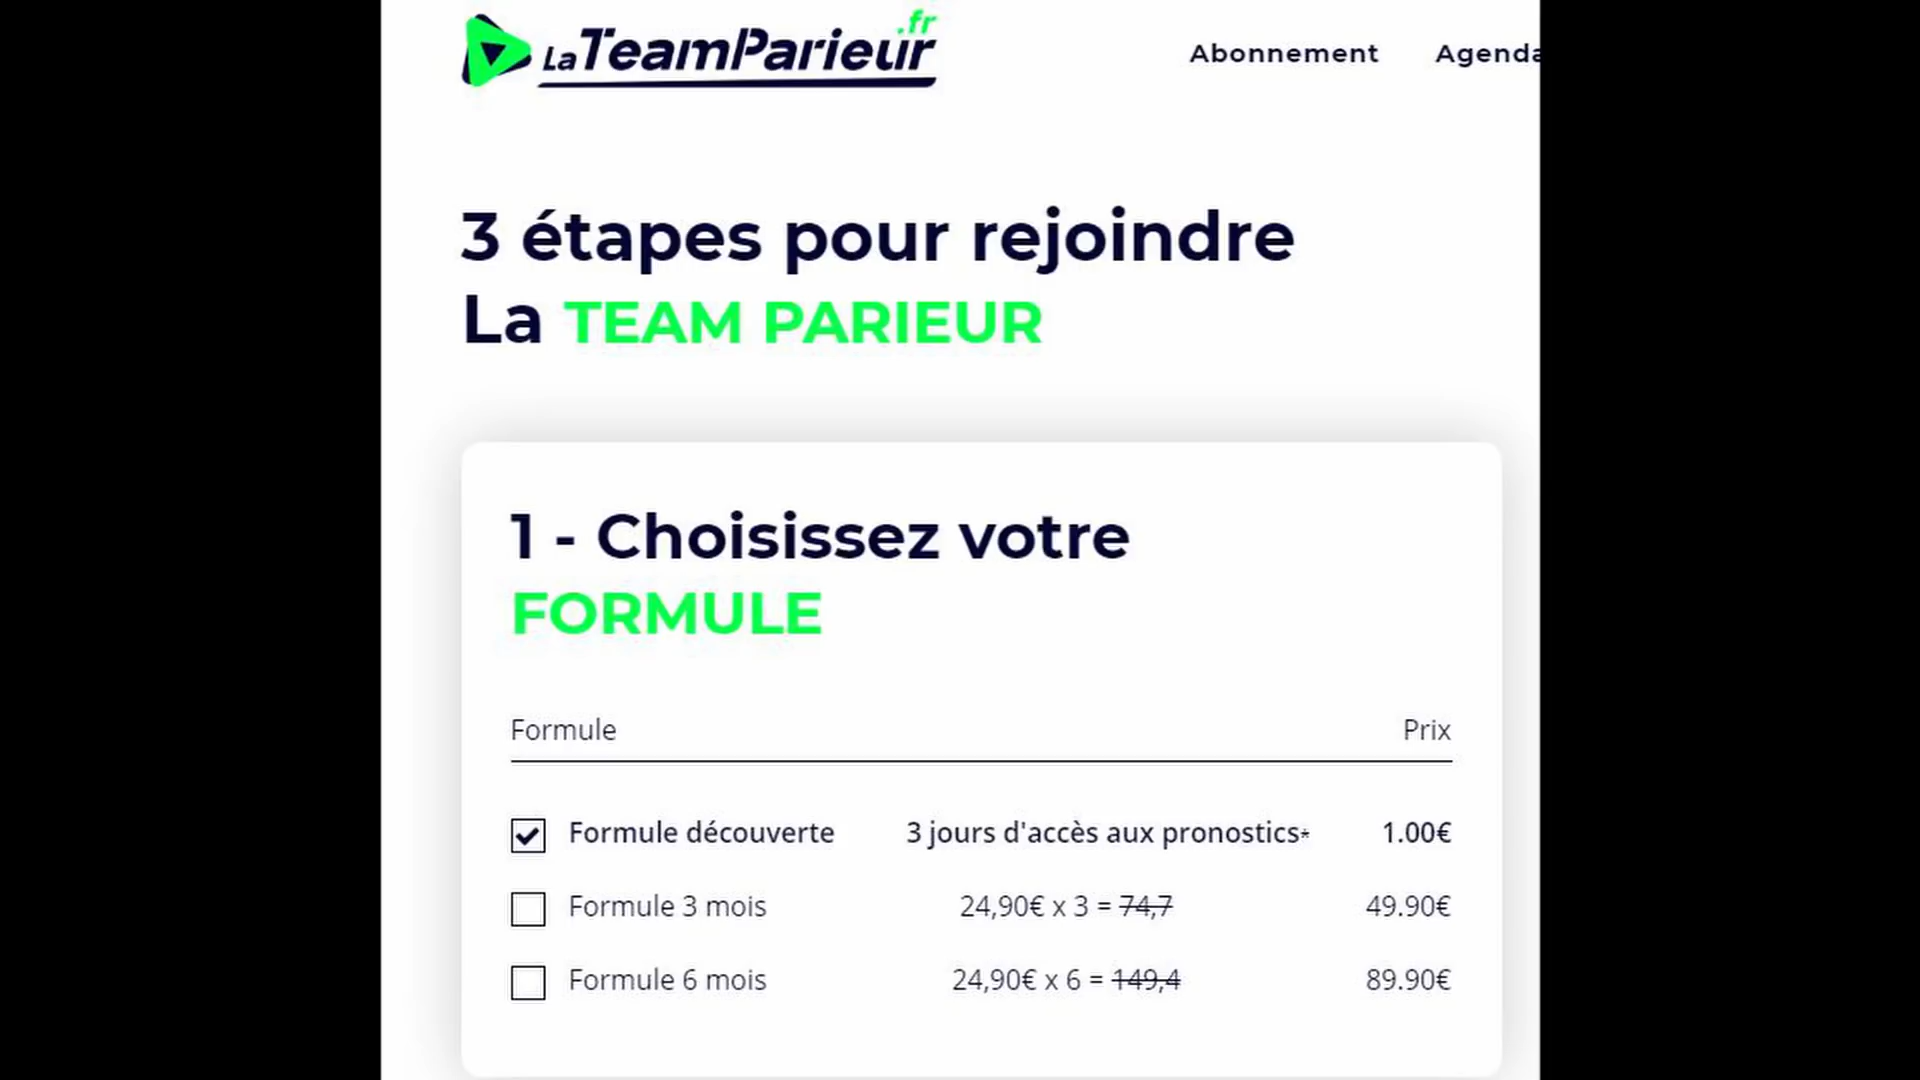 LaTeamParieur.fr
Abonnement Agenda
3 étapes pour rejoindre
La TEAM PARIEUR
1 - Choisissez votre
FORMULE
Formule Prix
Formule découverte 3 jours d'accès aux pronostics* 1.00€
Formule 3 mois 24,90€ x 3 = 74,7 49.90€
Formule 6 mois 24,90€ x 6 = 149,4 89.90€